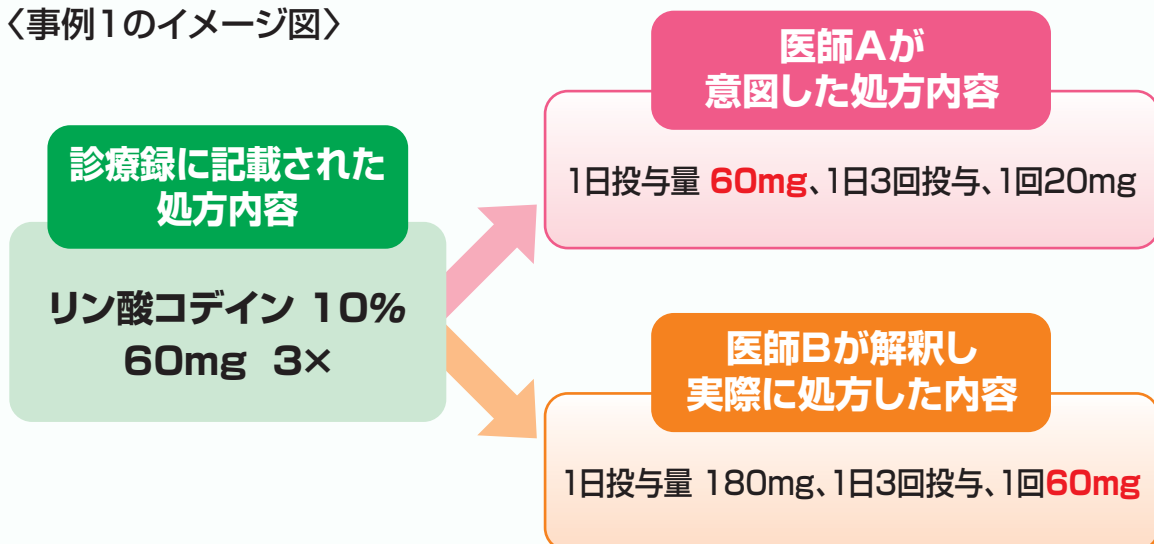 〈事例1のイメージ図〉
診療録に記載された
処方内容
リン酸コデイン 10%
60mg 3×
医師Aが
意図した処方内容
1日投与量 60mg、1日3回投与、1回20mg
医師Bが解釈し
実際に処方した内容
1日投与量 180mg、1日3回投与、1回60mg